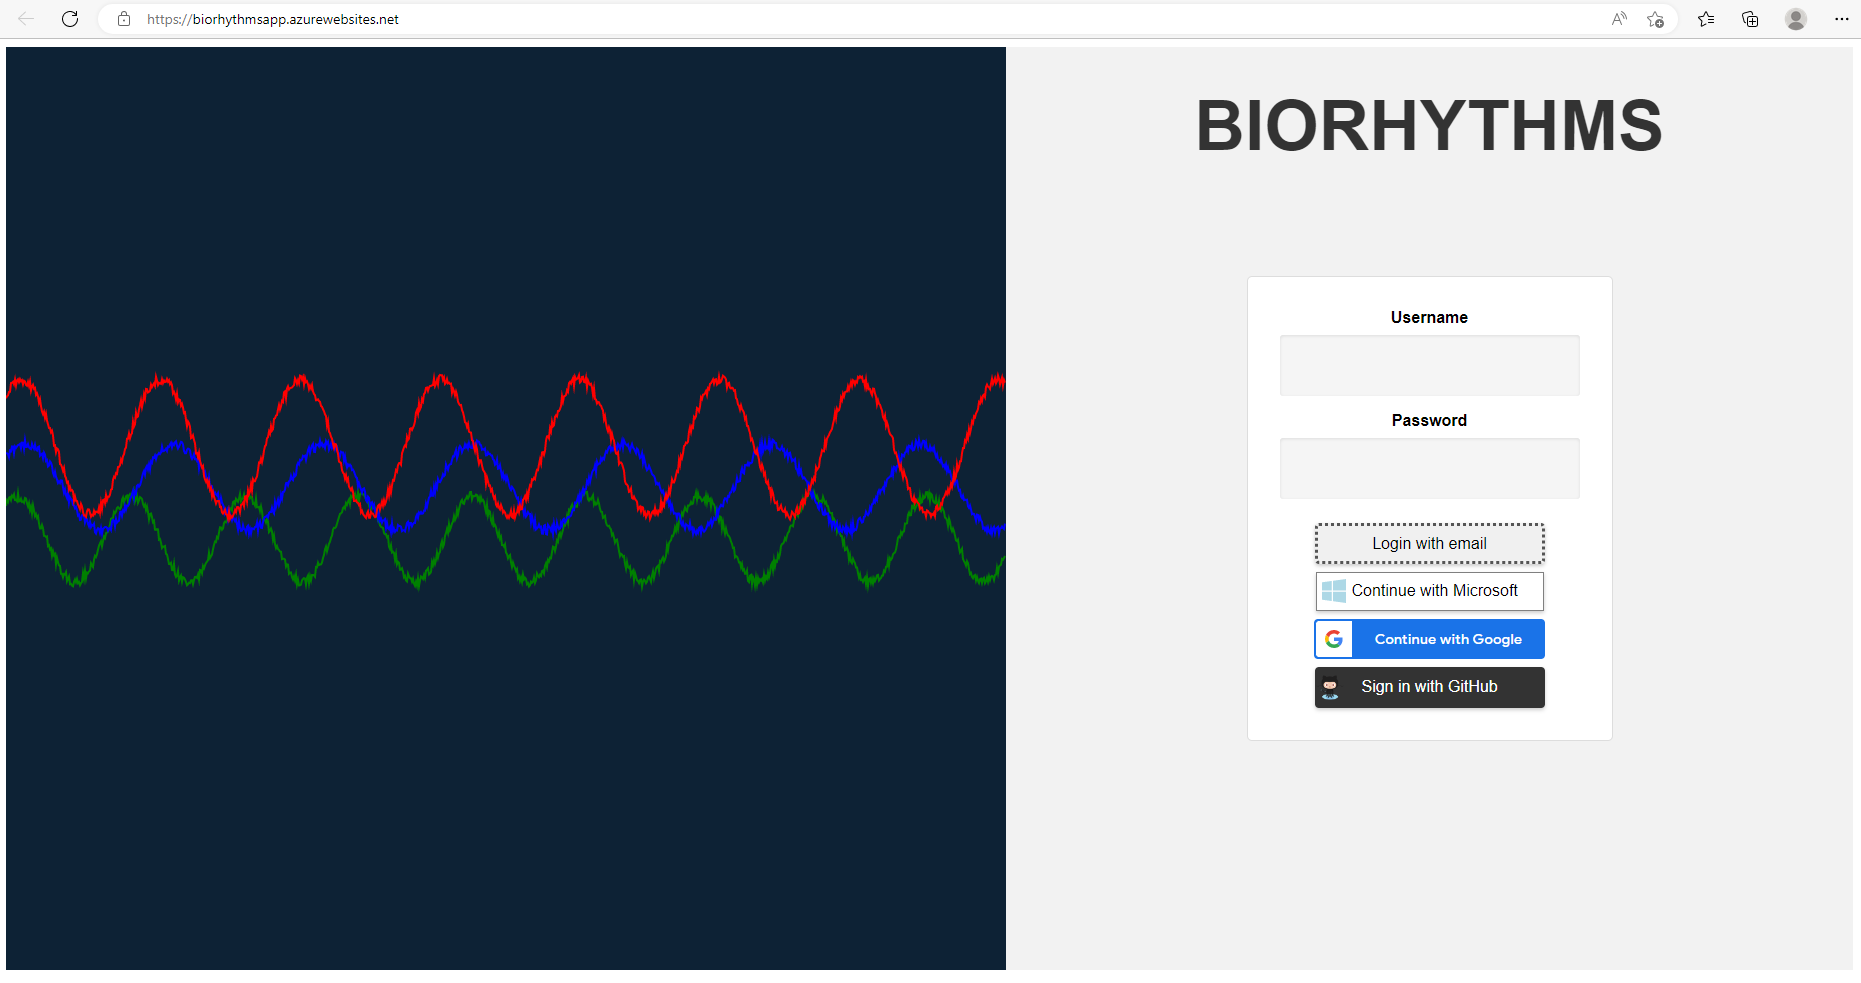 https://biorhythmsapp.azurewebsites.net
BIORHYTHMS
Username
Password
Login with email
Continue with Microsoft
Continue with Google
Sign in with GitHub